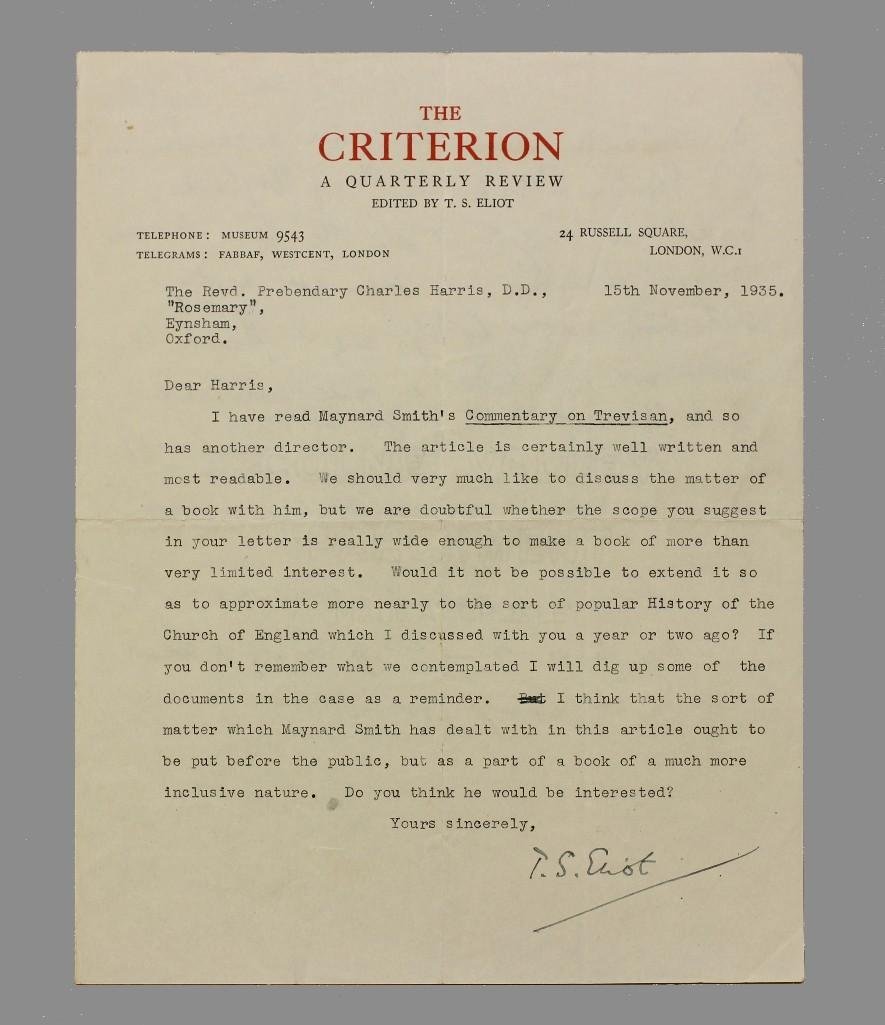 THE
CRITERION
A QUARTERLY REVIEW
EDITED BY T. S. ELIOT
TELEPHONE: MUSEUM 9543
TELEGRAMS: FABBAF, WESTCENT, LONDON
24 RUSSELL SQUARE,
LONDON, W.C.1
The Revd. Prebendary Charles Harris, D.D., 15th November, 1935.
"Rosemary",
Eynsham,
Oxford.
Dear Harris,
I have read Maynard Smith's Commentary on Trevisan, and so
has another director. The article is certainly well written and
most readable. We should very much like to discuss the matter of
a book with him, but we are doubtful whether the scope you suggest
in your letter is really wide enough to make a book of more than
very limited interest. Would it not be possible to extend it so
as to approximate more nearly to the sort of popular History of the
Church of England which I discussed with you a year or two ago? If
you don't remember what we contemplated I will dig up some of the
documents in the case as a reminder. But I think that the sort of
matter which Maynard Smith has dealt with in this article ought to
be put before the public, but as a part of a book of a much more
inclusive nature. Do you think he would be interested?
Yours sincerely,
T. S. Eliot